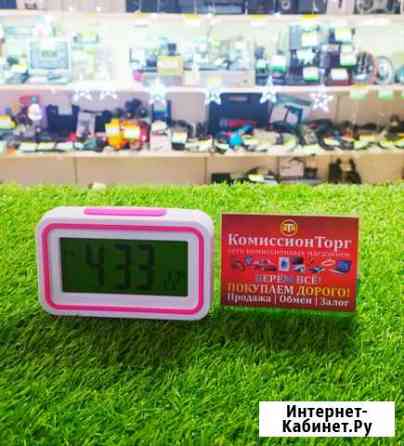 4:33
КомиссионТорг
сеть комиссионных магазинов
БЕРЕМ ВСЁ!
ПОКУПАЕМ ДОРОГО!
Продажа | Обмен | Залог
Интернет-
Кабинет.Ру